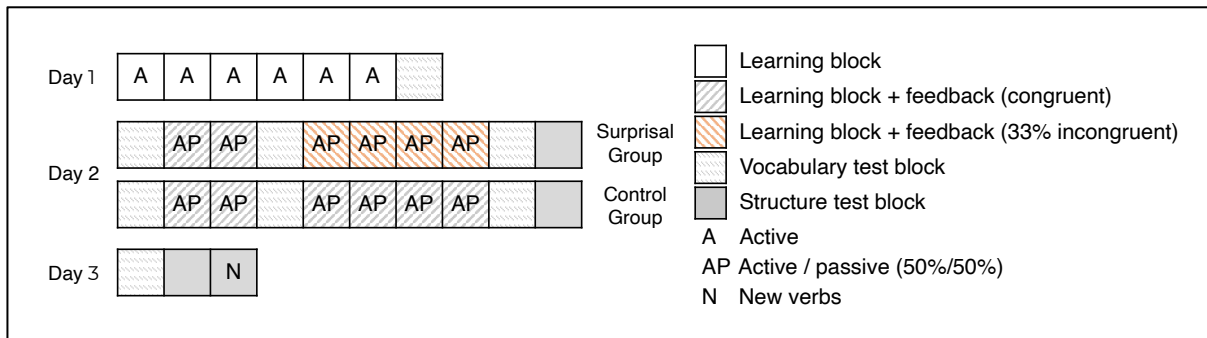 Day 1
A A A A A A
AP AP AP AP AP AP
Surprisal
Group
Day 2
AP AP AP AP AP AP
Control
Group
Day 3
N
Learning block
Learning block + feedback (congruent)
Learning block + feedback (33% incongruent)
Vocabulary test block
Structure test block
A Active
AP Active / passive (50%/50%)
N New verbs